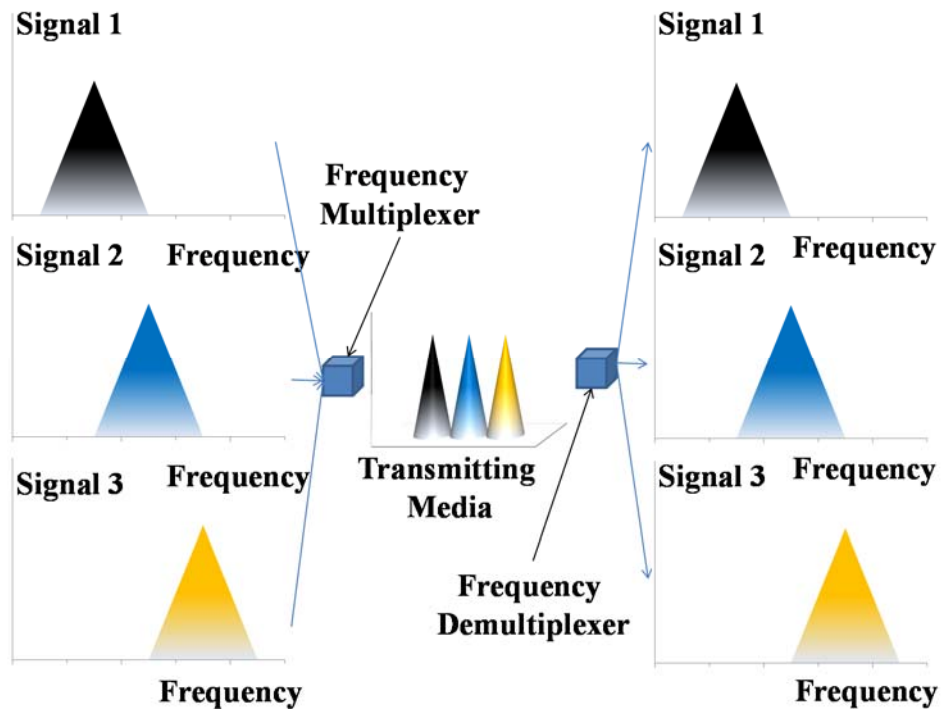 Signal 1
Frequency
Signal 2
Frequency
Signal 3
Frequency
Frequency
Multiplexer
Transmitting
Media
Frequency
Demultiplexer
Signal 1
Frequency
Signal 2
Frequency
Signal 3
Frequency